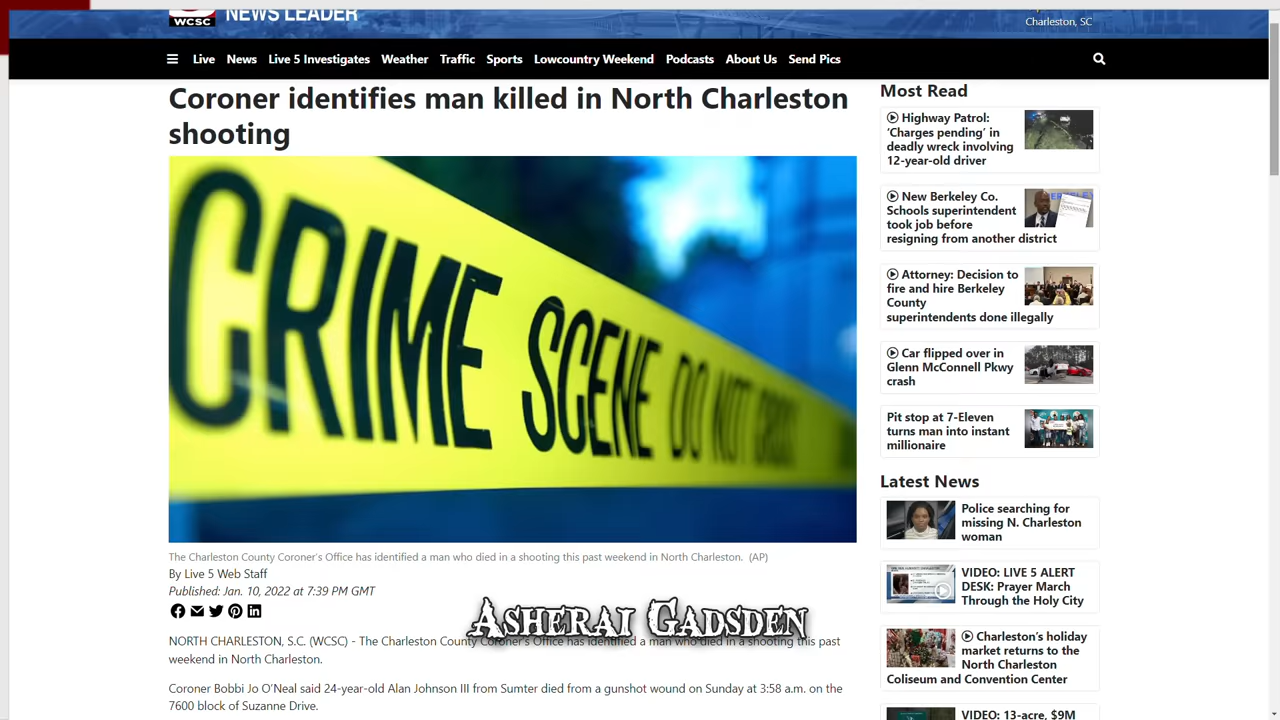 WCSC
NEWS LEADER
Charleston, SC
Live News Live 5 Investigates Weather Traffic Sports Lowcountry Weekend Podcasts About Us Send Pics
Coroner identifies man killed in North Charleston
shooting
CRIME SCENE DO NOT
The Charleston County Coroner's Office has identified a man who died in a shooting this past weekend in North Charleston. (AP)
By Live 5 Web Staff
Published: Jan. 10, 2022 at 7:39 PM GMT
ASHERAI GADSDEN
NORTH CHARLESTON, S.C. (WCSC) - The Charleston County Coroner's Office has identified a man who died in a shooting this past
weekend in North Charleston.
Coroner Bobbi Jo O'Neal said 24-year-old Alan Johnson III from Sumter died from a gunshot wound on Sunday at 3:58 a.m. on the
7600 block of Suzanne Drive.
Most Read
Highway Patrol:
‘Charges pending’ in
deadly wreck involving
12-year-old driver
New Berkeley Co.
Schools superintendent
took job before
resigning from another district
Attorney: Decision to
fire and hire Berkeley
County
superintendents done illegally
Car flipped over in
Glenn McConnell Pkwy
crash
Pit stop at 7-Eleven
turns man into instant
millionaire
Latest News
Police searching for
missing N. Charleston
woman
VIDEO: LIVE 5 ALERT
DESK: Prayer March
Through the Holy City
Charleston’s holiday
market returns to the
North Charleston
Coliseum and Convention Center
VIDEO: 13-acre, $9M